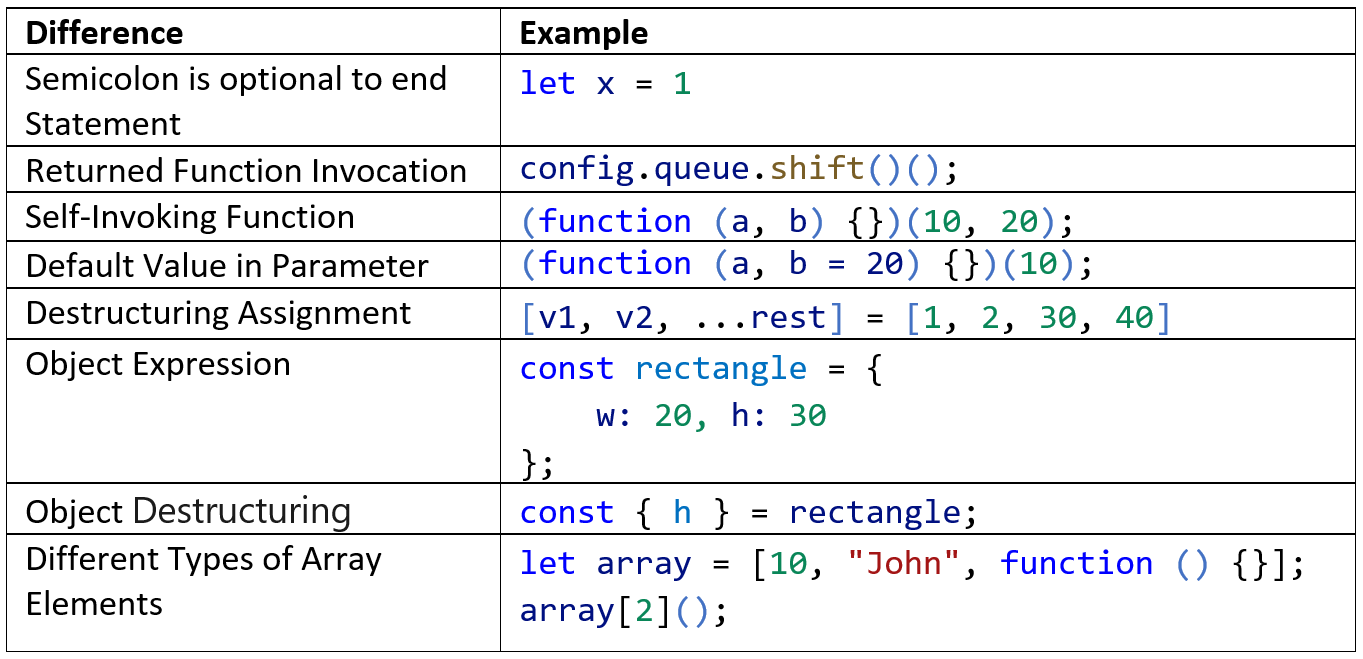 Difference Example
Semicolon is optional to end let x = 1
Statement
Returned Function Invocation config.queue.shift()();
Self-Invoking Function (function (a, b) {})(10, 20);
Default Value in Parameter (function (a, b = 20) {})(10);
Destructuring Assignment [v1, v2, ...rest] = [1, 2, 30, 40]
Object Expression const rectangle = {
w: 20, h: 30
};
Object Destructuring const { h } = rectangle;
Different Types of Array let array = [10, "John", function () {}];
Elements array[2]();